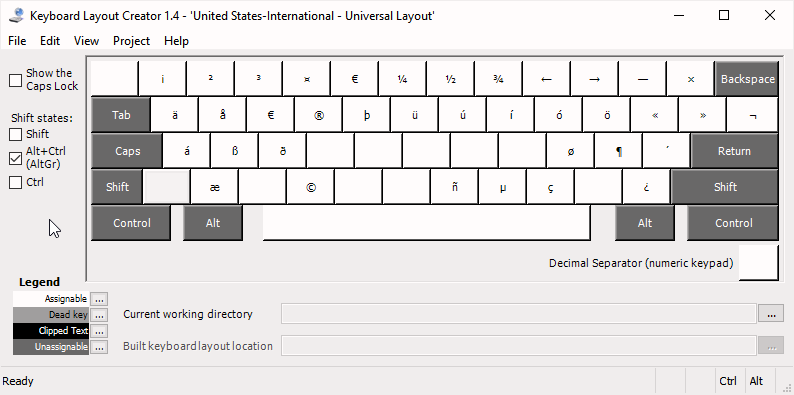 Keyboard Layout Creator 1.4 - 'United States-International - Universal Layout'
File Edit View Project Help
Show the
Caps Lock
¡ ² ³ ¤ € ¼ ½ ¾ ← → — × Backspace
Tab ä å € ® þ ü ú í ó ö « » ¬
Shift states:
Shift
Alt+Ctrl
(AltGr)
Ctrl
Caps á ß ð ø ¶ ´ Return
Shift æ © ñ µ ç ¿ Shift
Control Alt Alt Control
Decimal Separator (numeric keypad)
Legend
Assignable ...
Dead key ...
Clipped Text ...
Unassignable ...
Current working directory ...
Built keyboard layout location ...
Ready Ctrl Alt